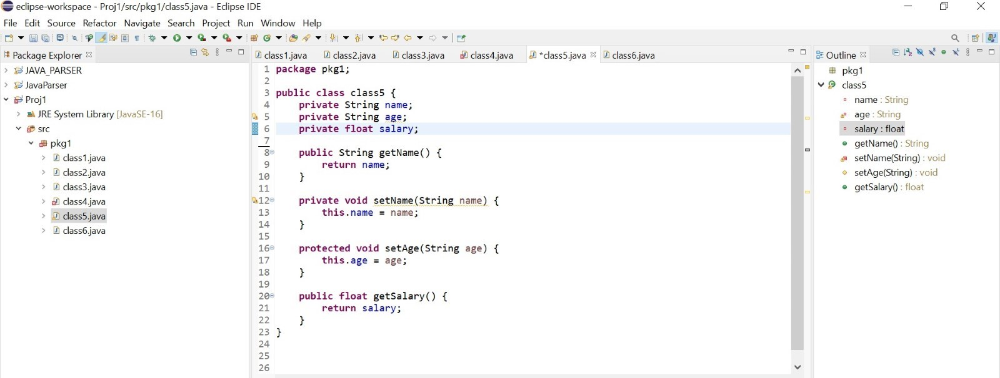 eclipse-workspace - Proj1/src/pkg1/class5.java - Eclipse IDE
File Edit Source Refactor Navigate Search Project Run Window Help
Package Explorer
JAVA_PARSER
JavaParser
Proj1
JRE System Library [JavaSE-16]
src
pkg1
class1.java
class2.java
class3.java
class4.java
class5.java
class6.java
class1.java class2.java class3.java class4.java *class5.java class6.java
1 package pkg1;
2
3 public class class5 {
4 private String name;
5 private String age;
6 private float salary;
7
8 public String getName() {
9 return name;
10 }
11
12 private void setName(String name) {
13 this.name = name;
14 }
15
16 protected void setAge(String age) {
17 this.age = age;
18 }
19
20 public float getSalary() {
21 return salary;
22 }
23 }
24
25
26
Outline
pkg1
class5
name : String
age : String
salary : float
getName() : String
setName(String) : void
setAge(String) : void
getSalary() : float